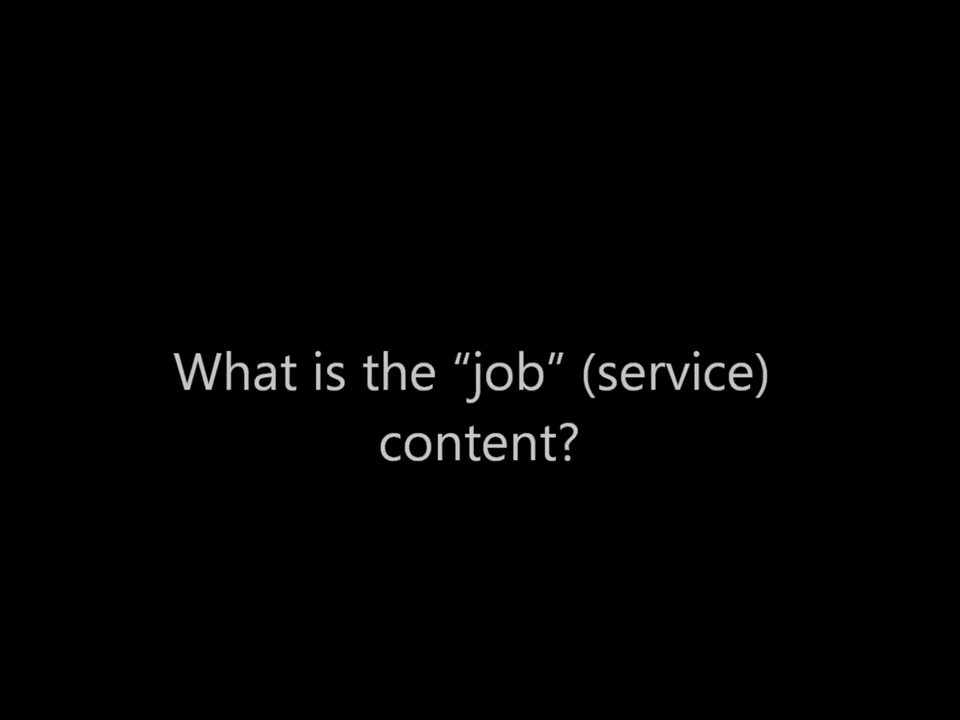 What is the “job” (service)
content?